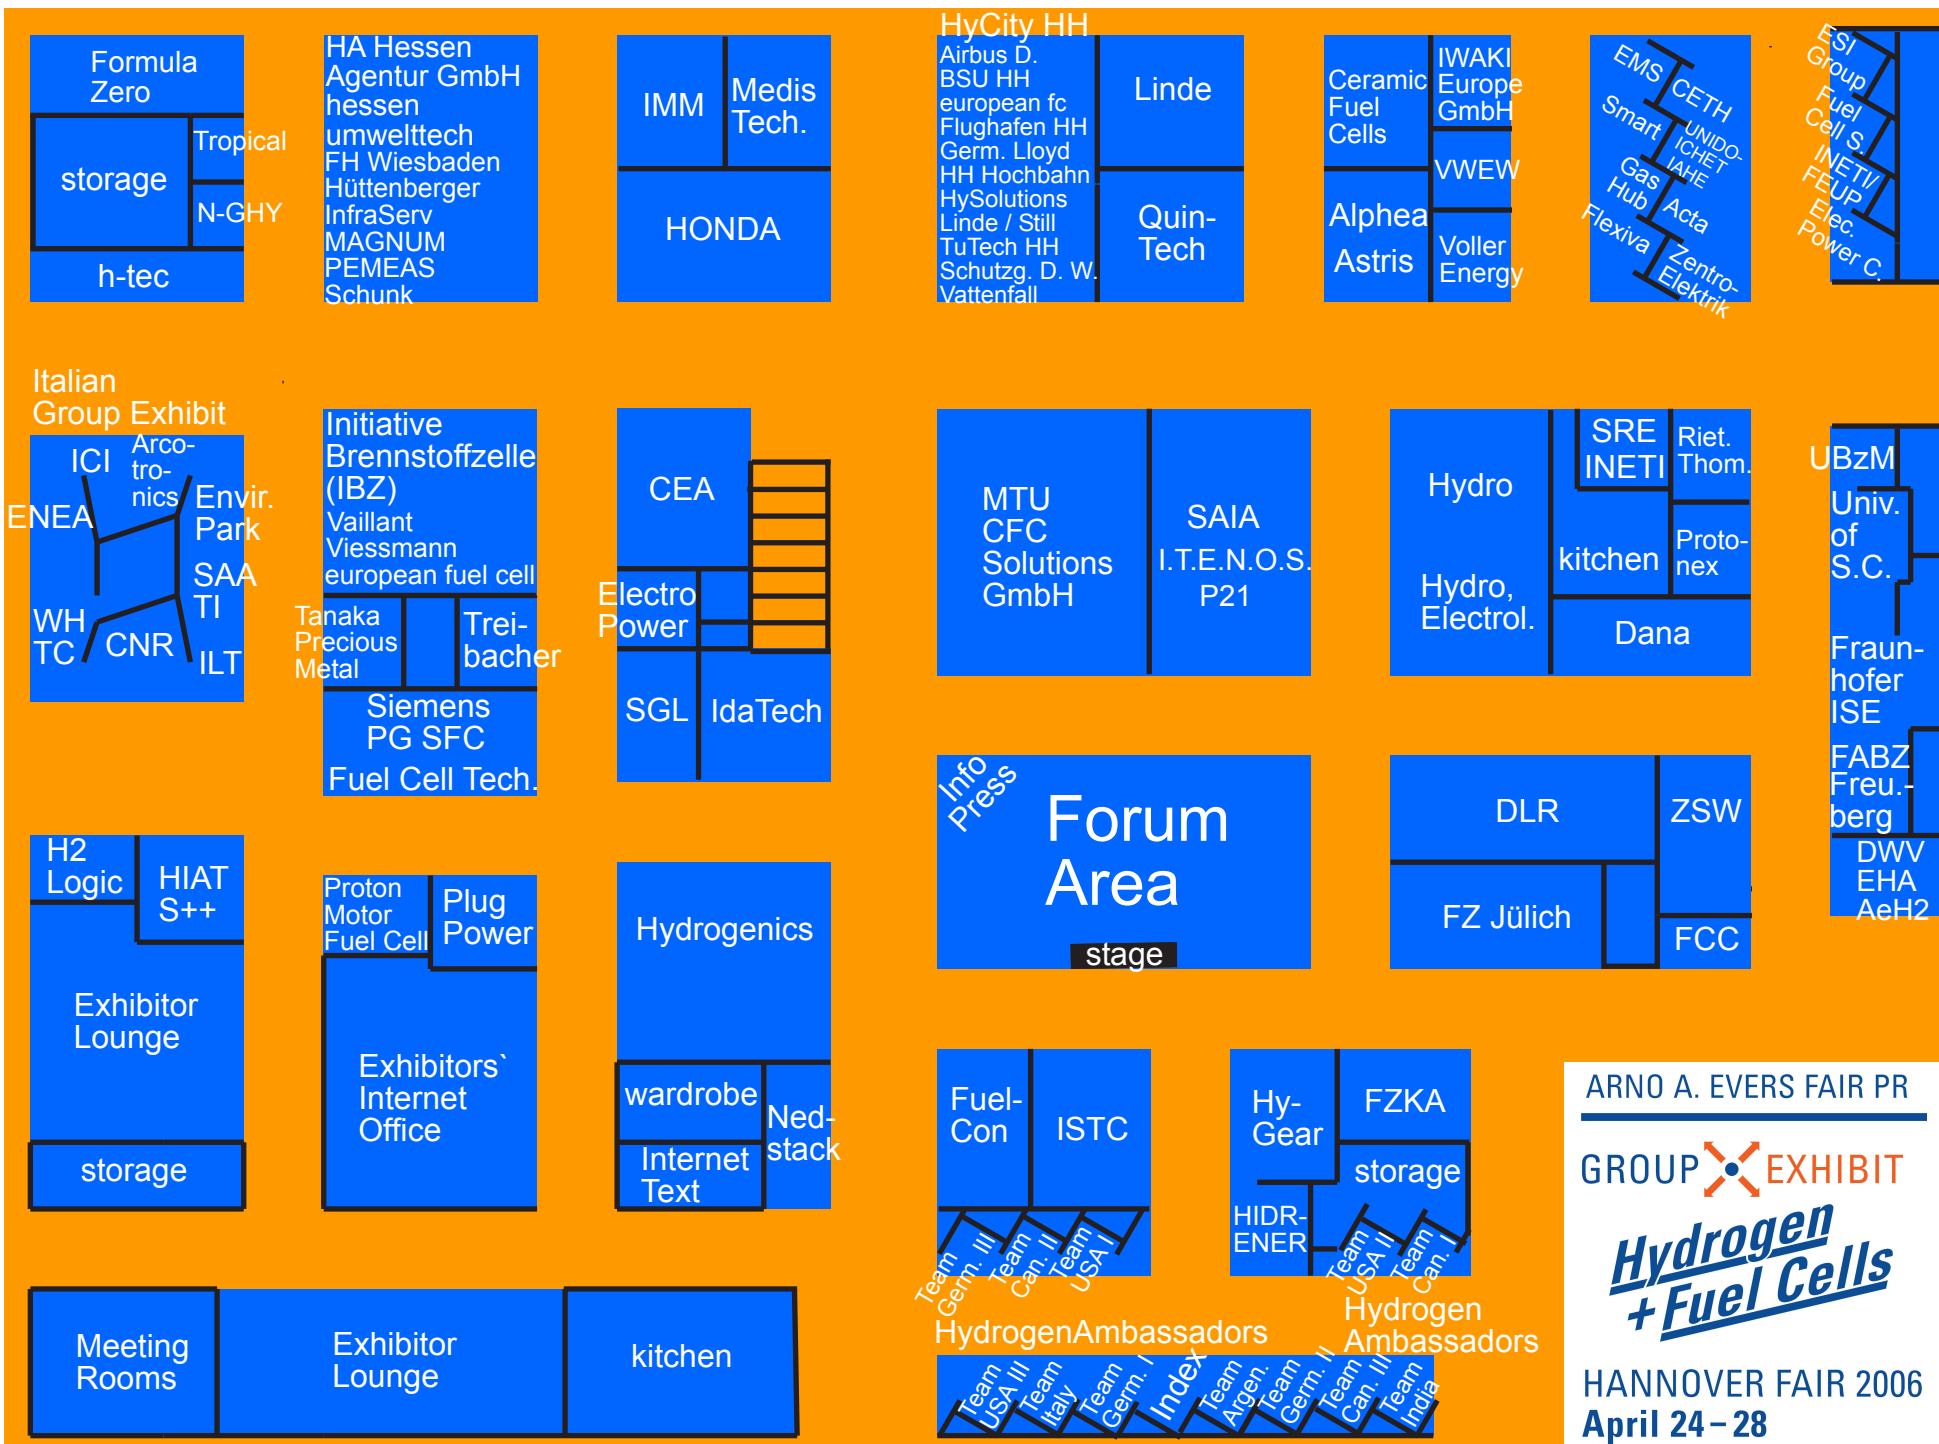 Formula
Zero
storage
Tropical
N-GHY
h-tec
HA Hessen
Agentur GmbH
hessen
umwelttech
FH Wiesbaden
Hüttenberger
InfraServ
MAGNUM
PEMEAS
Schunk
IMM
Medis
Tech.
HONDA
HyCity HH
Airbus D.
BSU HH
european fc
Flughafen HH
Germ. Lloyd
HH Hochbahn
HySolutions
Linde / Still
TuTech HH
Schutzg. D. W.
Vattenfall
Linde
Quin-
Tech
Ceramic
Fuel
Cells
IWAKI
Europe
GmbH
VWEW
Alphea
Astris
Voller
Energy
EMS
CETH
Smart
UNIDO-
ICHET
IAHE
Gas
Hub
Acta
Flexiva
Zentro-
Elektrik
ESI
Group
Fuel
Cell S.
INETI/
FEUP
Elec.
Power C.
Italian
Group Exhibit
ICI
Arco-
tro-
nics
ENEA
Envir.
Park
SAA
TI
WH
TC
CNR
ILT
Initiative
Brennstoffzelle
(IBZ)
Vaillant
Viessmann
european fuel cell
Tanaka
Precious
Metal
Trei-
bacher
Siemens
PG SFC
Fuel Cell Tech.
CEA
Electro
Power
SGL
IdaTech
MTU
CFC
Solutions
GmbH
SAIA
I.T.E.N.O.S.
P21
Hydro
Hydro,
Electrol.
SRE
INETI
Riet.
Thom.
kitchen
Proto-
nex
Dana
UBzM
Univ.
of
S.C.
Fraun-
hofer
ISE
FABZ
Freu.-
berg
DWV
EHA
AeH2
Info
Press
Forum
Area
stage
DLR
ZSW
FZ Jülich
FCC
H2
Logic
HIAT
S++
Exhibitor
Lounge
storage
Proton
Motor
Fuel Cell
Plug
Power
Exhibitors`
Internet
Office
Hydrogenics
wardrobe
Internet
Text
Ned-
stack
Fuel-
Con
ISTC
Team
Germ. III
Team
Can. II
Team
USA I
Hy-
Gear
FZKA
storage
HIDR-
ENER
Team
USA II
Team
Can. I
HydrogenAmbassadors
Hydrogen
Ambassadors
Meeting
Rooms
Exhibitor
Lounge
kitchen
Team
USA III
Team
Italy
Team
Germ. I
Index
Team
Argen.
Team
Germ. II
Team
Can. III
Team
India
ARNO A. EVERS FAIR PR
GROUP EXHIBIT
Hydrogen
+Fuel Cells
HANNOVER FAIR 2006
April 24 – 28